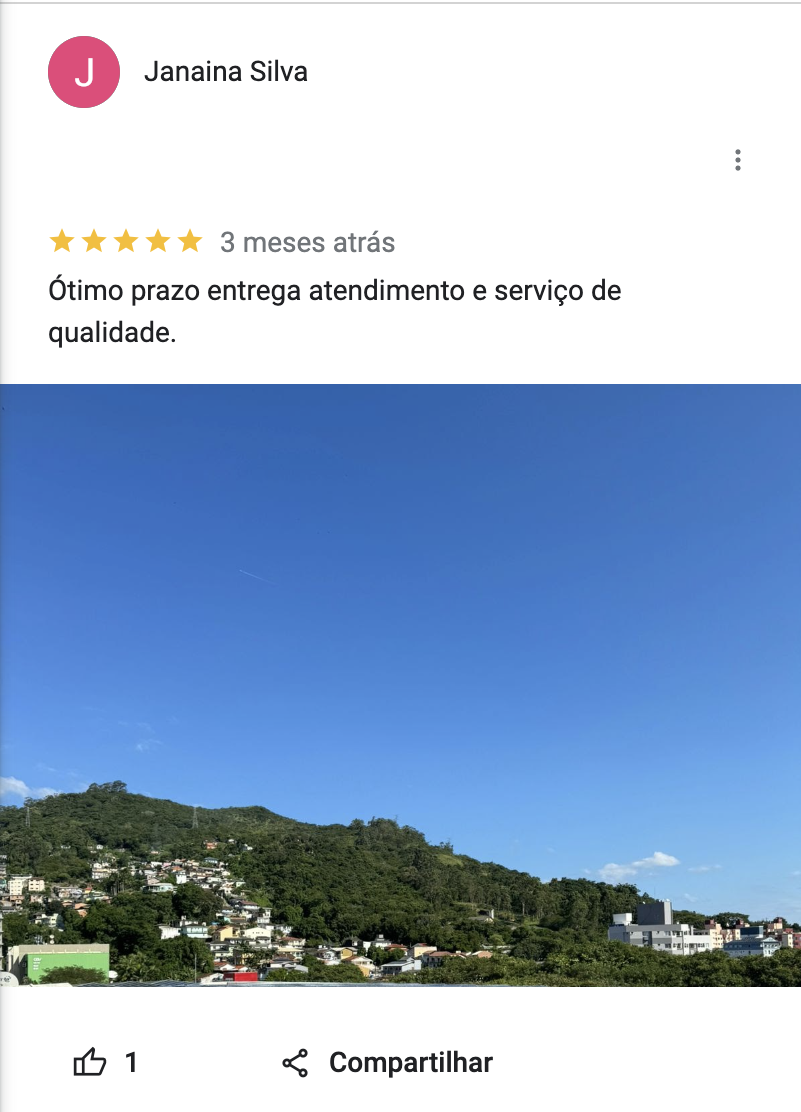 J
Janaina Silva
3 meses atrás
Ótimo prazo entrega atendimento e serviço de
qualidade.
1
Compartilhar